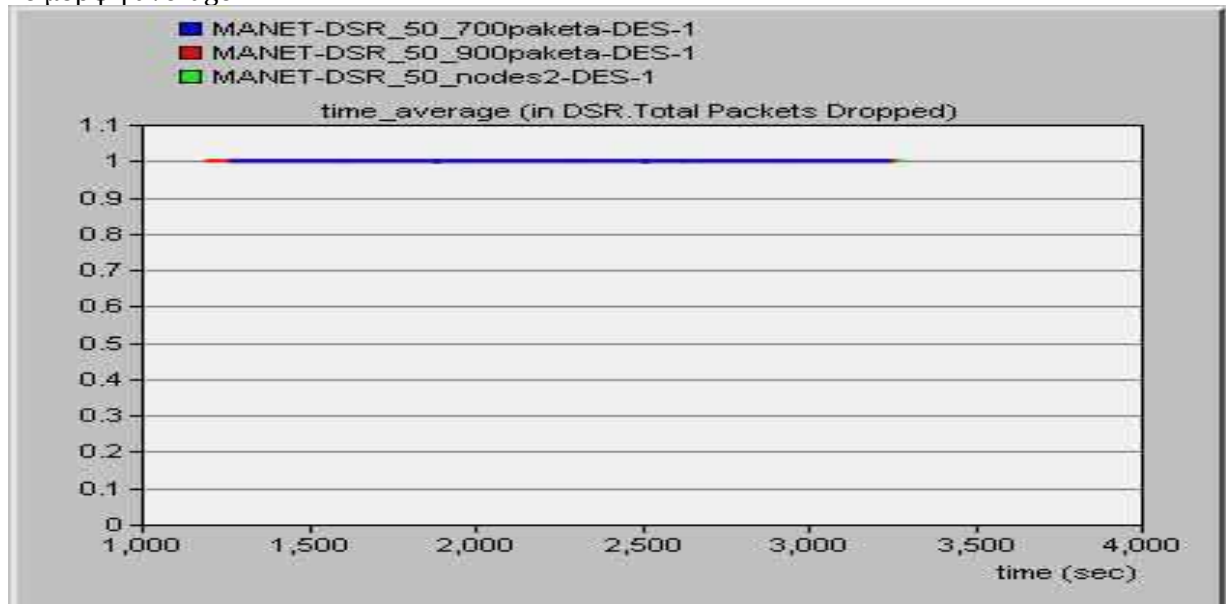 MANET-DSR_50_700paketa-DES-1
MANET-DSR_50_900paketa-DES-1
MANET-DSR_50_nodes2-DES-1
time_average (in DSR.Total Packets Dropped)
1.1
1
0.9
0.8
0.7
0.6
0.5
0.4
0.3
0.2
0.1
0
1,000 1,500 2,000 2,500 3,000 3,500 4,000
time (sec)